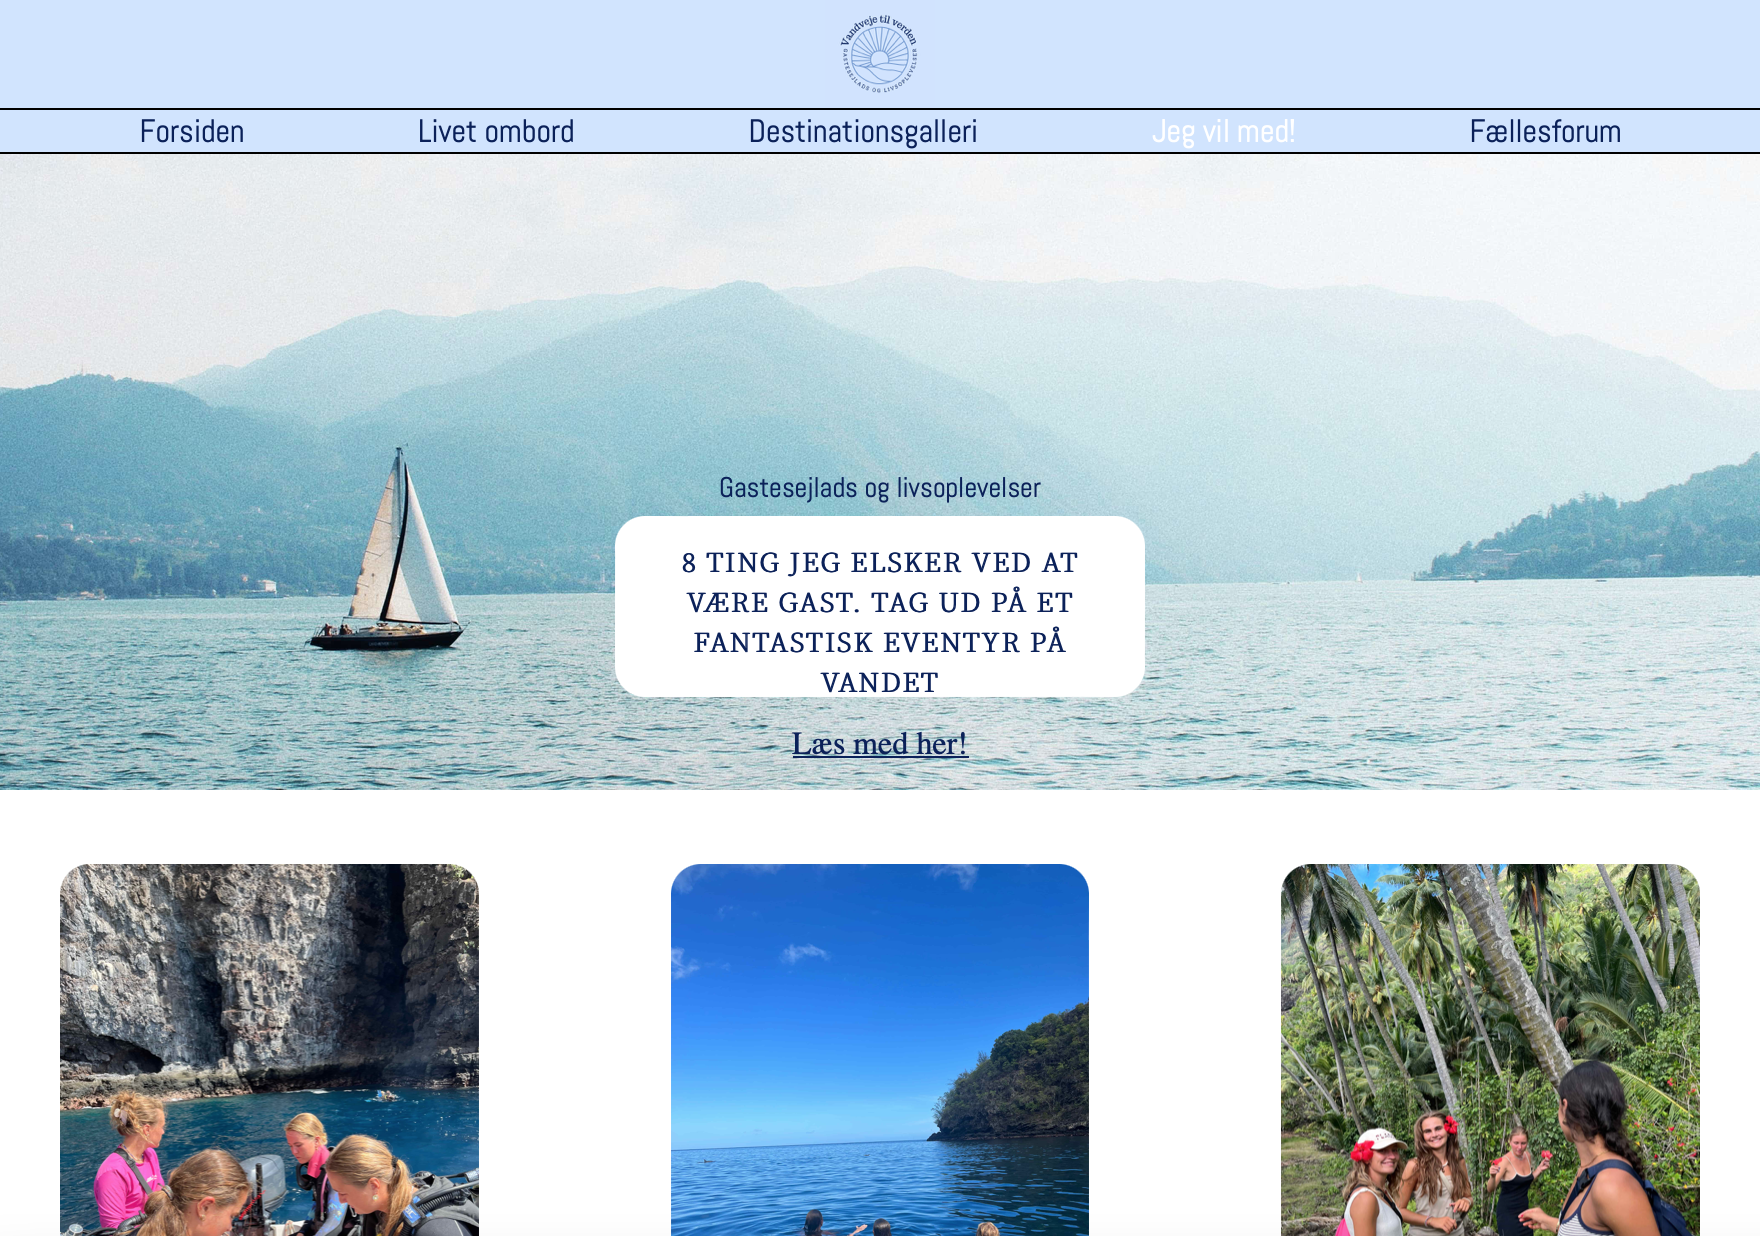 Vandveje til verden
GASTESEJLADS OG LIVSOPLEVELSER
Forsiden Livet ombord Destinationsgalleri Jeg vil med! Fællesforum
Gastesejlads og livsoplevelser
8 TING JEG ELSKER VED AT
VÆRE GAST. TAG UD PÅ ET
FANTASTISK EVENTYR PÅ
VANDET
Læs med her!